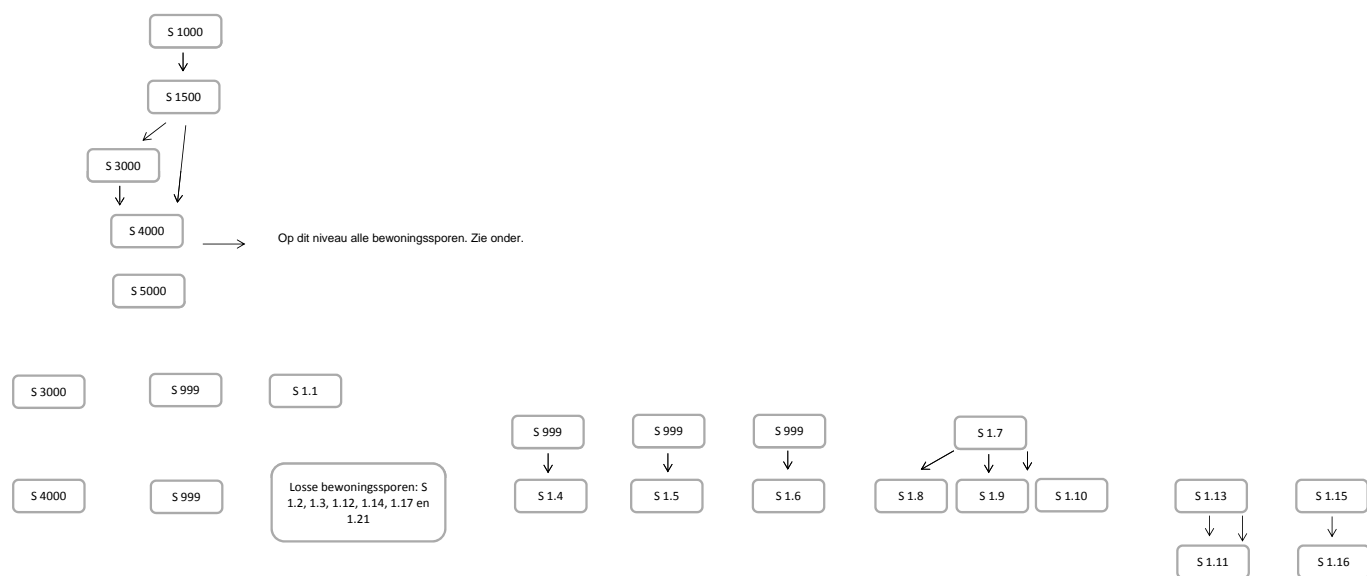 S 1000
S 1500
S 3000
S 4000
Op dit niveau alle bewoningssporen. Zie onder.
S 5000
S 3000
S 999
S 1.1
S 999
S 999
S 999
S 1.7
S 4000
S 999
Losse bewoningssporen: S
1.2, 1.3, 1.12, 1.14, 1.17 en
1.21
S 1.4
S 1.5
S 1.6
S 1.8
S 1.9
S 1.10
S 1.13
S 1.15
S 1.11
S 1.16